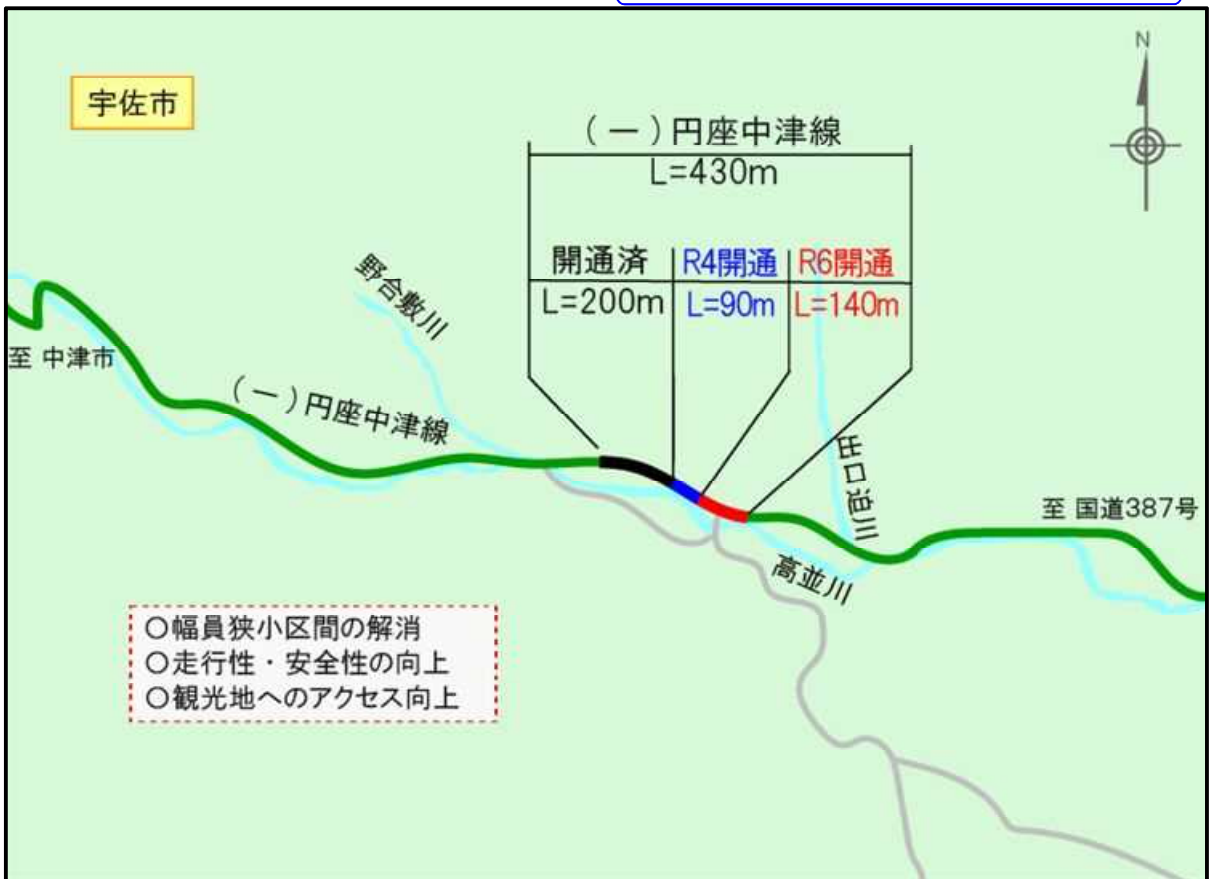 宇佐市
N
(一)円座中津線
L=430m
開通済
R4開通
R6開通
L=200m
L=90m
L=140m
野合敷川
至 中津市
(一)円座中津線
出口迫川
至 国道387号
高並川
○幅員狭小区間の解消
○走行性・安全性の向上
○観光地へのアクセス向上